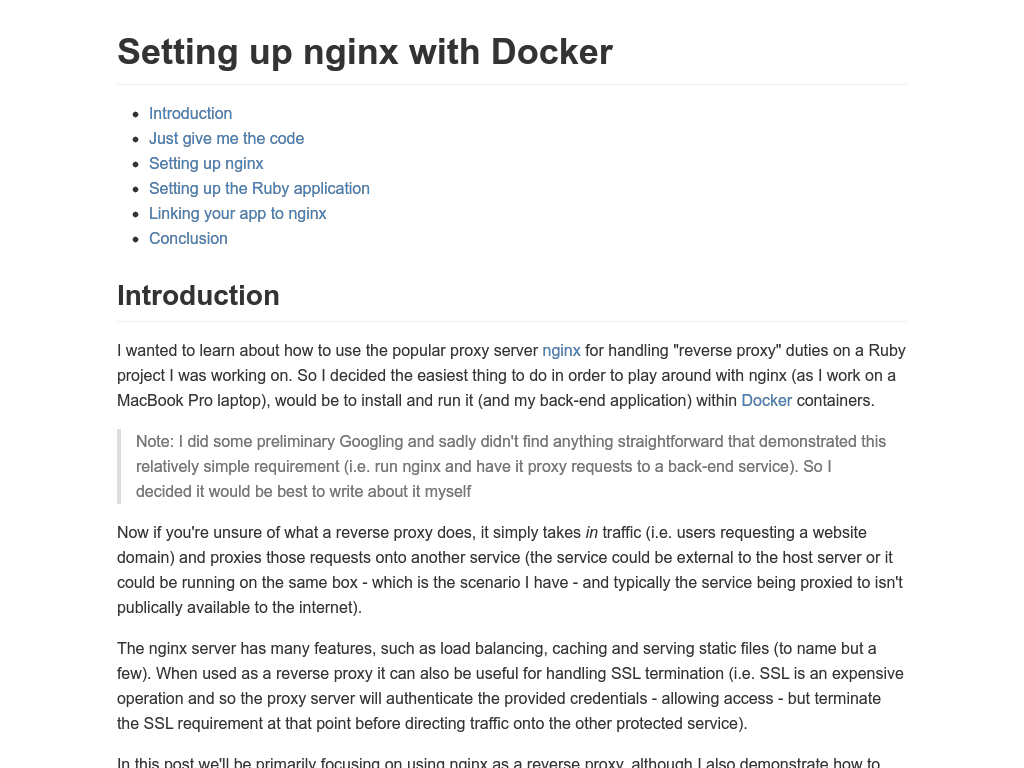 Setting up nginx with Docker
Introduction
Just give me the code
Setting up nginx
Setting up the Ruby application
Linking your app to nginx
Conclusion
Introduction
I wanted to learn about how to use the popular proxy server nginx for handling "reverse proxy" duties on a Ruby
project I was working on. So I decided the easiest thing to do in order to play around with nginx (as I work on a
MacBook Pro laptop), would be to install and run it (and my back-end application) within Docker containers.
Note: I did some preliminary Googling and sadly didn't find anything straightforward that demonstrated this
relatively simple requirement (i.e. run nginx and have it proxy requests to a back-end service). So I
decided it would be best to write about it myself
Now if you're unsure of what a reverse proxy does, it simply takes in traffic (i.e. users requesting a website
domain) and proxies those requests onto another service (the service could be external to the host server or it
could be running on the same box - which is the scenario I have - and typically the service being proxied to isn't
publically available to the internet).
The nginx server has many features, such as load balancing, caching and serving static files (to name but a
few). When used as a reverse proxy it can also be useful for handling SSL termination (i.e. SSL is an expensive
operation and so the proxy server will authenticate the provided credentials - allowing access - but terminate
the SSL requirement at that point before directing traffic onto the other protected service).
In this post we'll be primarily focusing on using nginx as a reverse proxy, although I also demonstrate how to